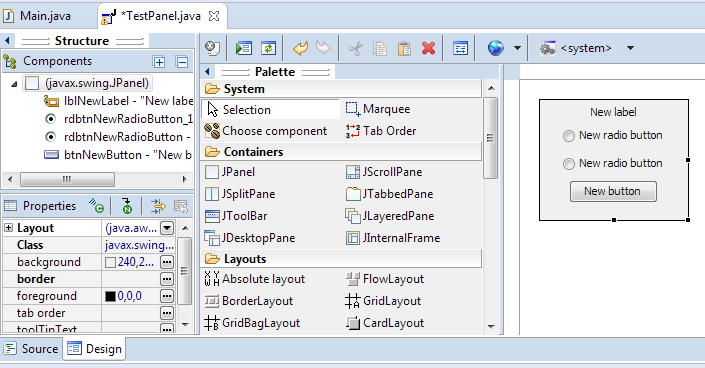 Main.java
*TestPanel.java
Structure
Components
(javax.swing.JPanel)
lblNewLabel - "New labe
rdbtnNewRadioButton_1
rdbtnNewRadioButton -
btnNewButton - "New b
Properties
Layout (java.aw...
Class javax.swing...
background 240,2...
border
foreground 0,0,0
tab order
toolTipText
<system>
Palette
System
Selection Marquee
Choose component Tab Order
Containers
JPanel JScrollPane
JSplitPane JTabbedPane
JToolBar JLayeredPane
JDesktopPane JInternalFrame
Layouts
Absolute layout FlowLayout
BorderLayout GridLayout
GridBagLayout CardLayout
New label
New radio button
New radio button
New button
Source Design